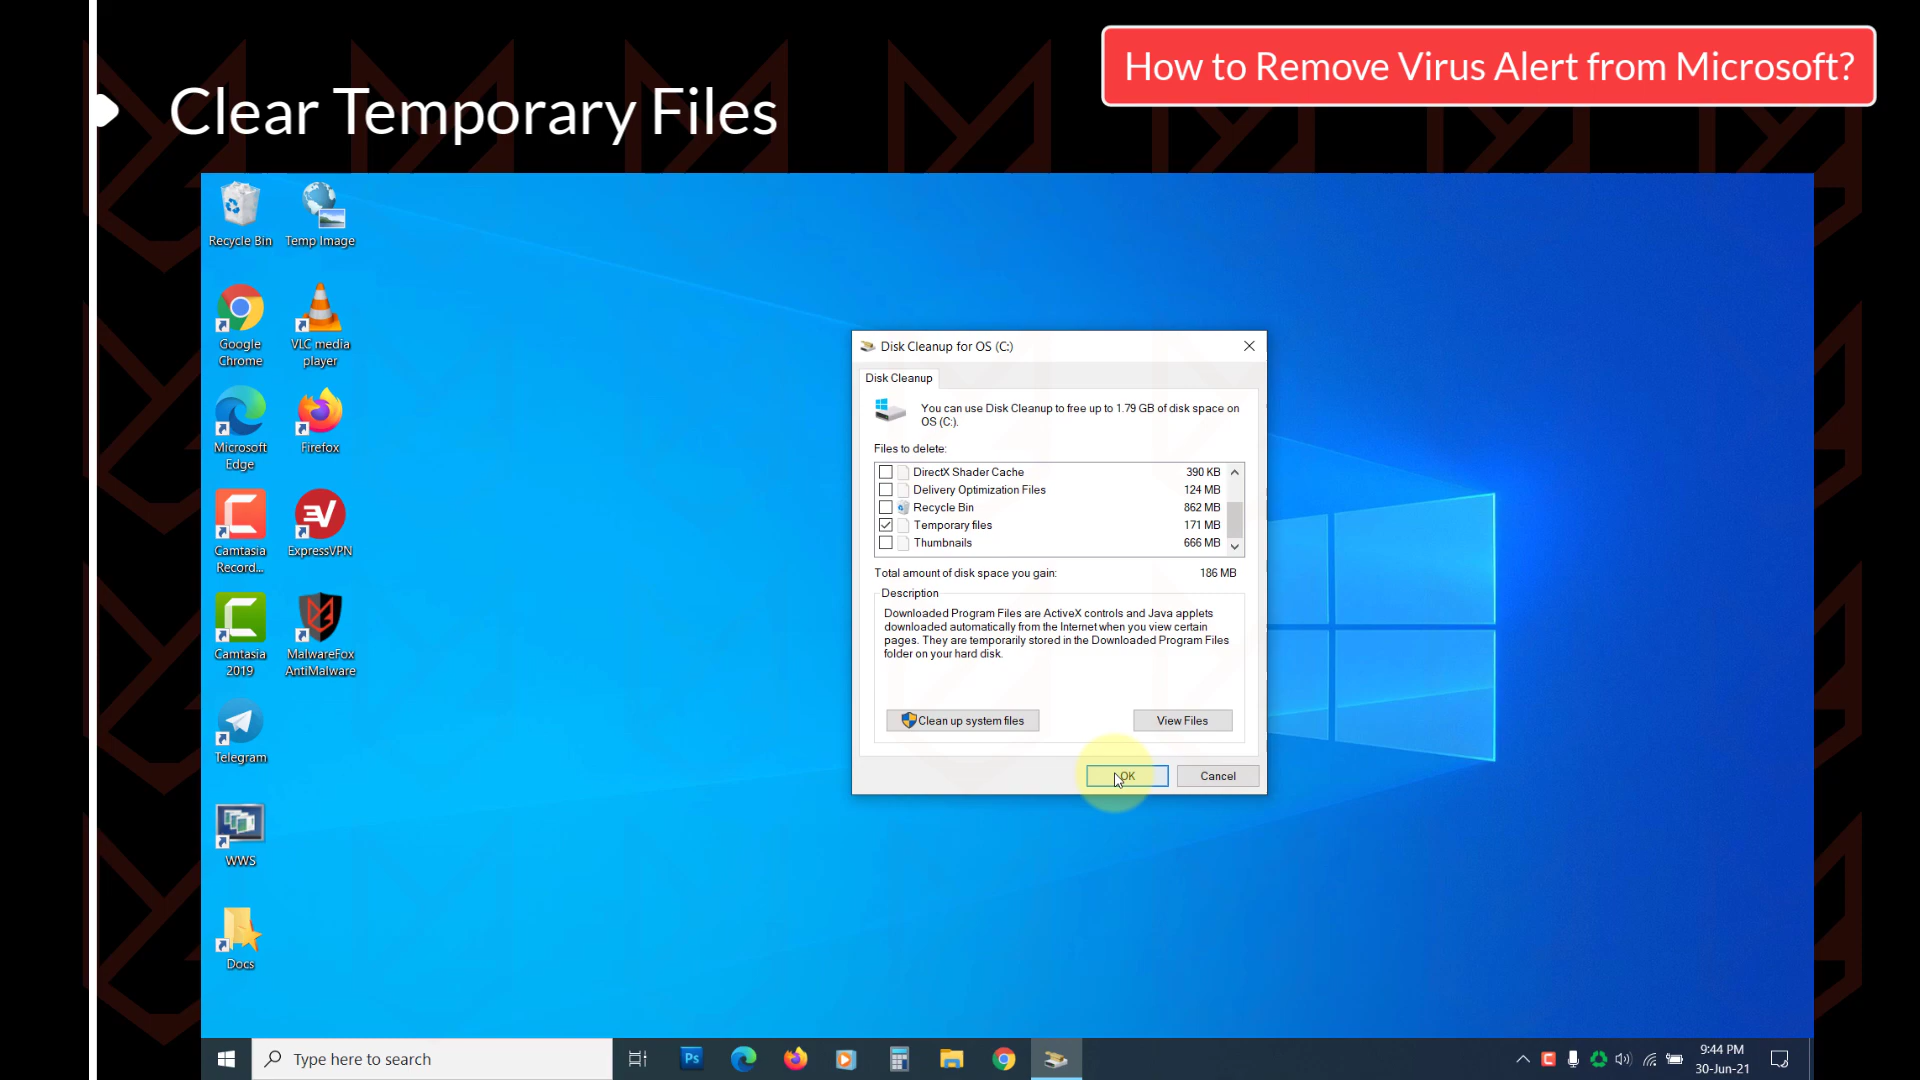 How to Remove Virus Alert from Microsoft?
Clear Temporary Files
Recycle Bin
Temp Image
Google Chrome
VLC media player
Microsoft Edge
Firefox
Camtasia Record...
ExpressVPN
Camtasia 2019
MalwareFox AntiMalware
Telegram
WWS
Docs
Disk Cleanup for OS (C:)
Disk Cleanup
You can use Disk Cleanup to free up to 1.79 GB of disk space on
OS (C:).
Files to delete:
DirectX Shader Cache 390 KB
Delivery Optimization Files 124 MB
Recycle Bin 862 MB
Temporary files 171 MB
Thumbnails 666 MB
Total amount of disk space you gain: 186 MB
Description
Downloaded Program Files are ActiveX controls and Java applets
downloaded automatically from the Internet when you view certain
pages. They are temporarily stored in the Downloaded Program Files
folder on your hard disk.
Clean up system files
View Files
OK
Cancel
Type here to search
Ps
9:44 PM
30-Jun-21